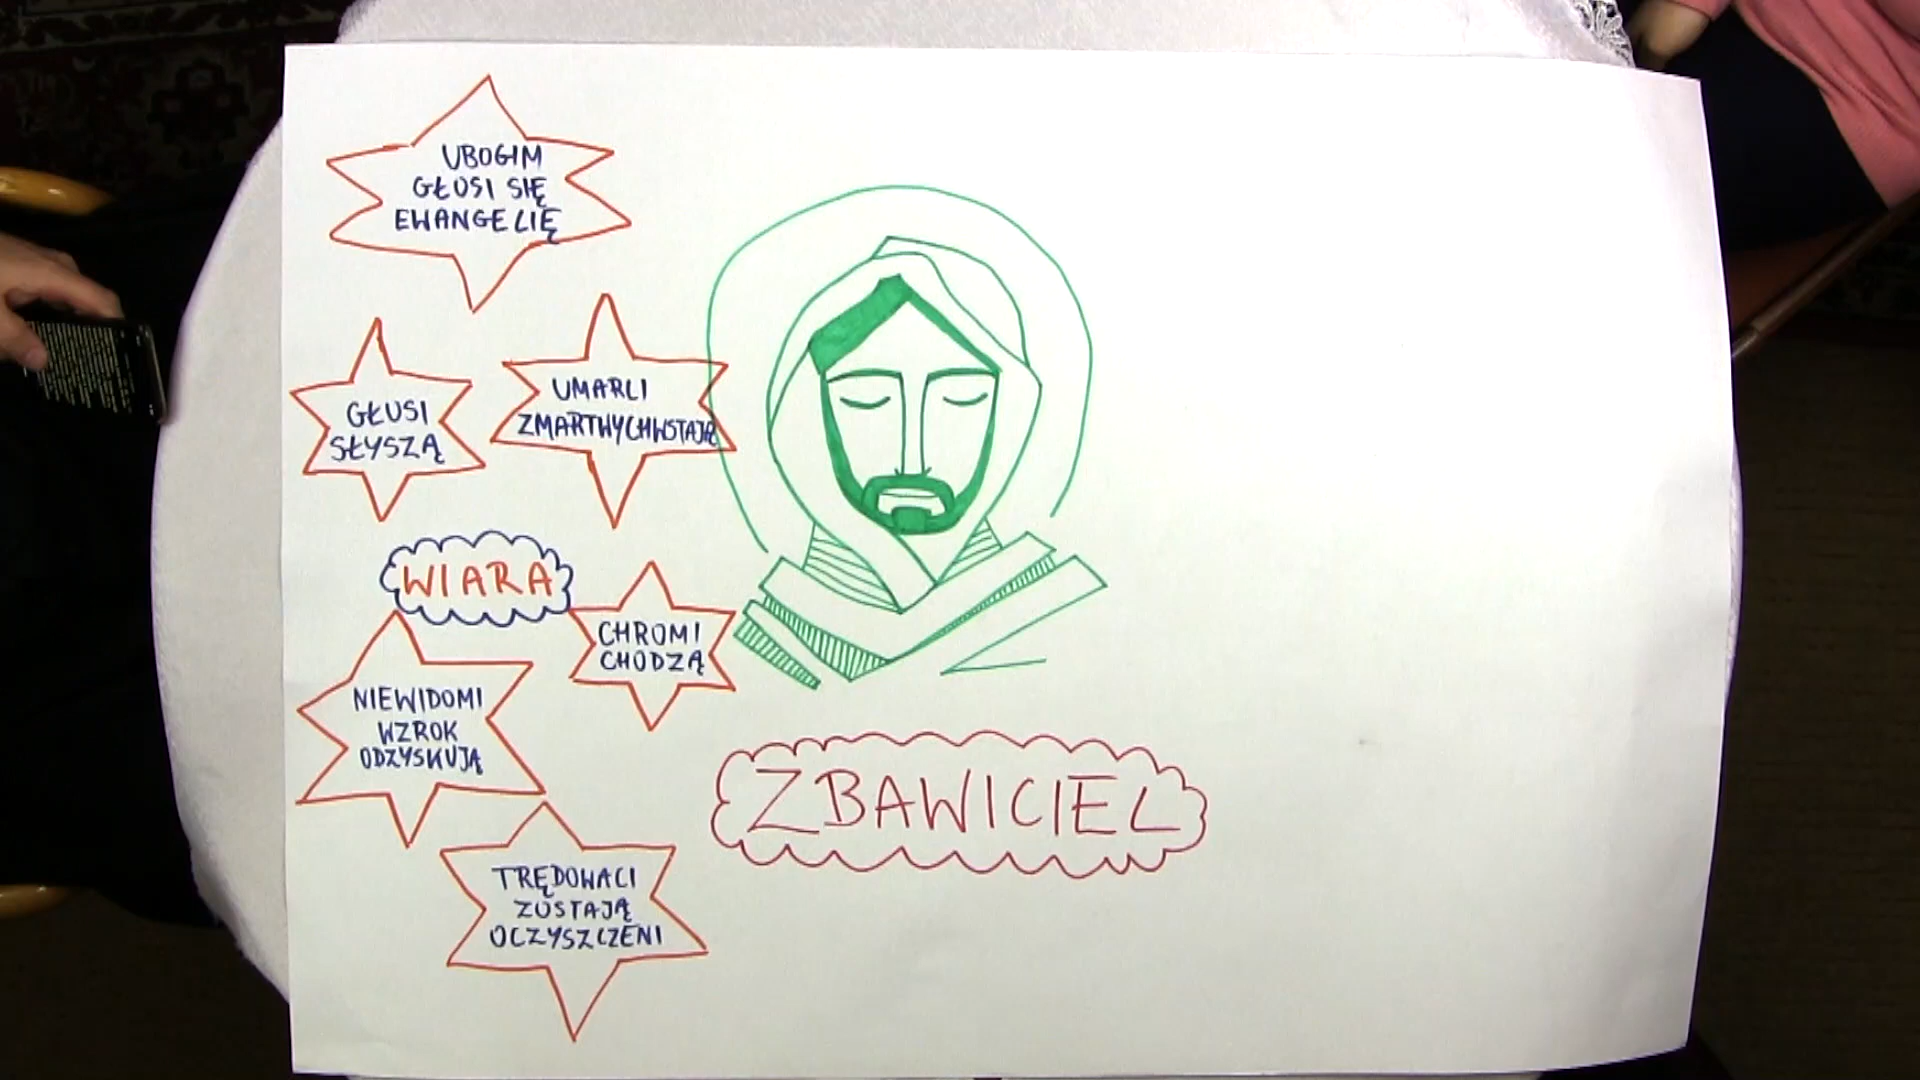 UBOGIM
GŁOSI SIĘ
EWANGELIĘ
GŁUSI
SŁYSZĄ
UMARLI
ZMARTWYCHWSTAJĄ
WIARA
CHROMI
CHODZĄ
NIEWIDOMI
WZROK
ODZYSKUJĄ
TRĘDOWACI
ZOSTAJĄ
OCZYSZCZENI
ZBAWICIEL